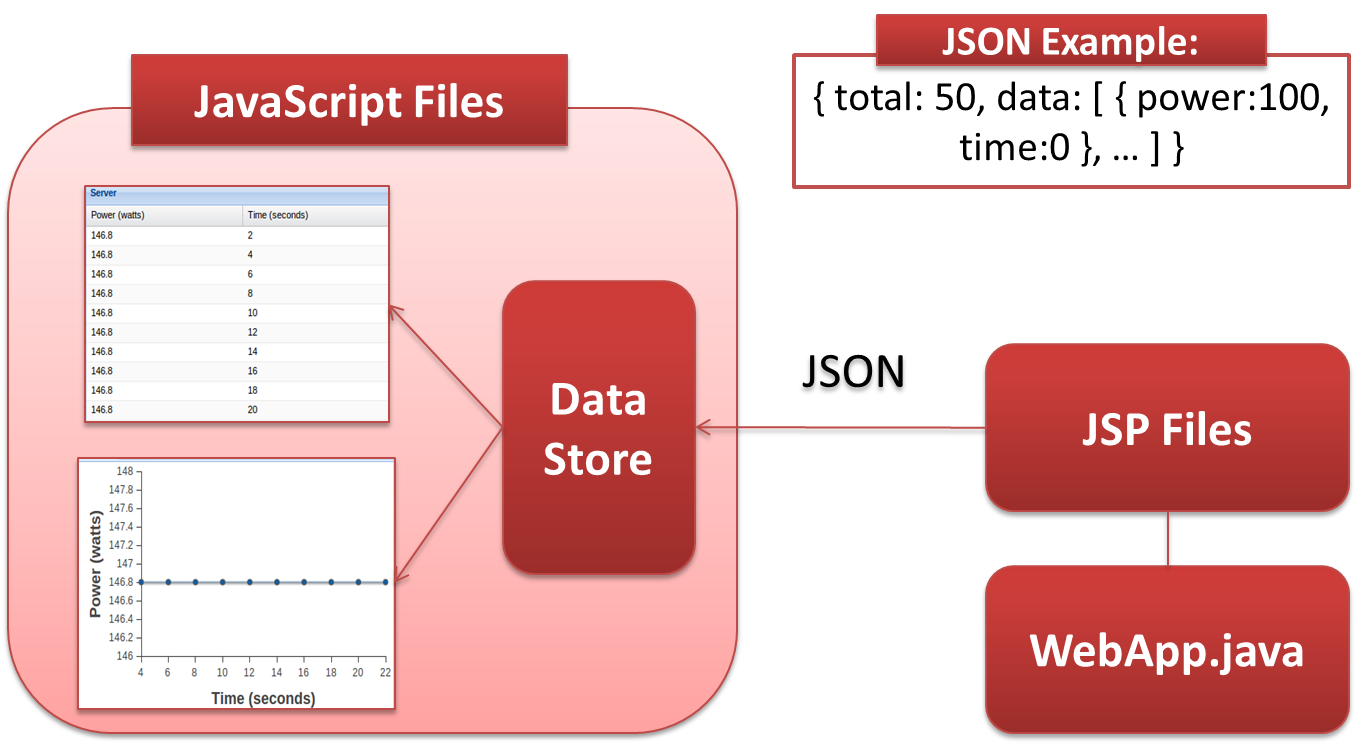 JavaScript Files
JSON Example:
{ total: 50, data: [ { power:100,
time:0 }, … ] }
Server
Power (watts) Time (seconds)
146.8 2
146.8 4
146.8 6
146.8 8
146.8 10
146.8 12
146.8 14
146.8 16
146.8 18
146.8 20
Data
Store
JSON
JSP Files
WebApp.java
Power (watts)
148
147.8
147.6
147.4
147.2
147
146.8
146.6
146.4
146.2
146
4 6 8 10 12 14 16 18 20 22
Time (seconds)